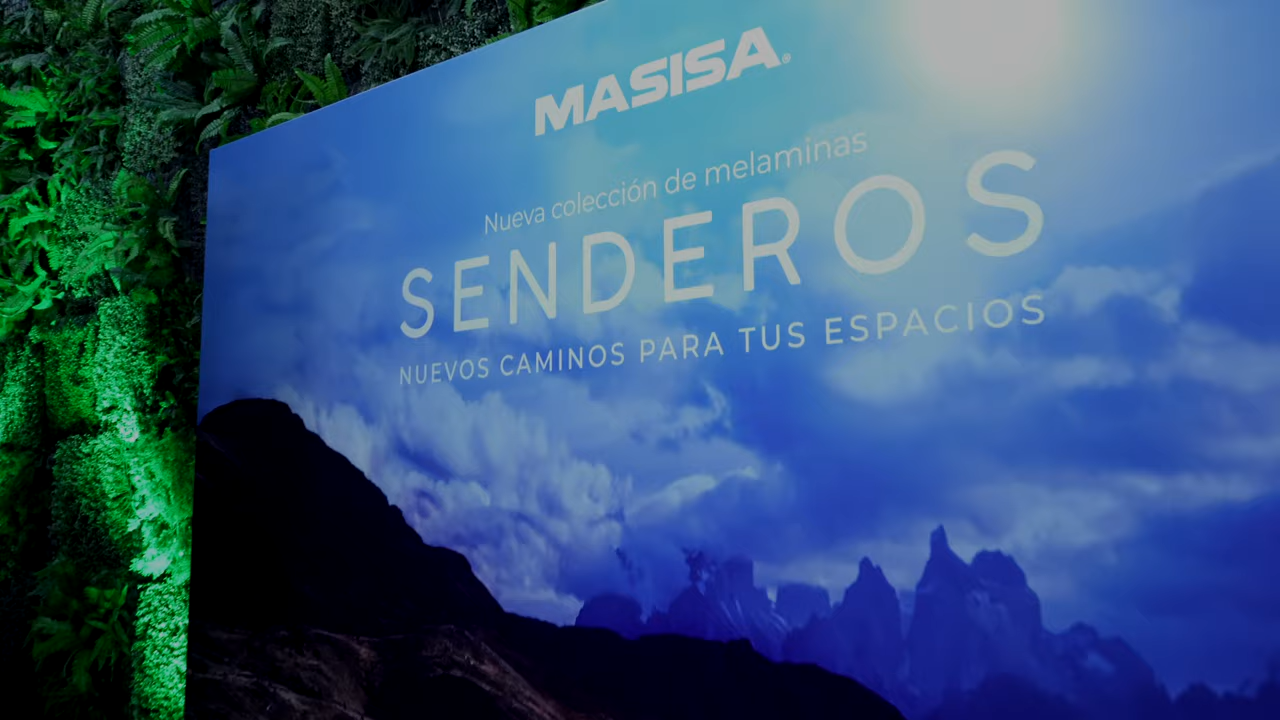 MASISA®
Nueva colección de melaminas
SENDEROS
NUEVOS CAMINOS PARA TUS ESPACIOS